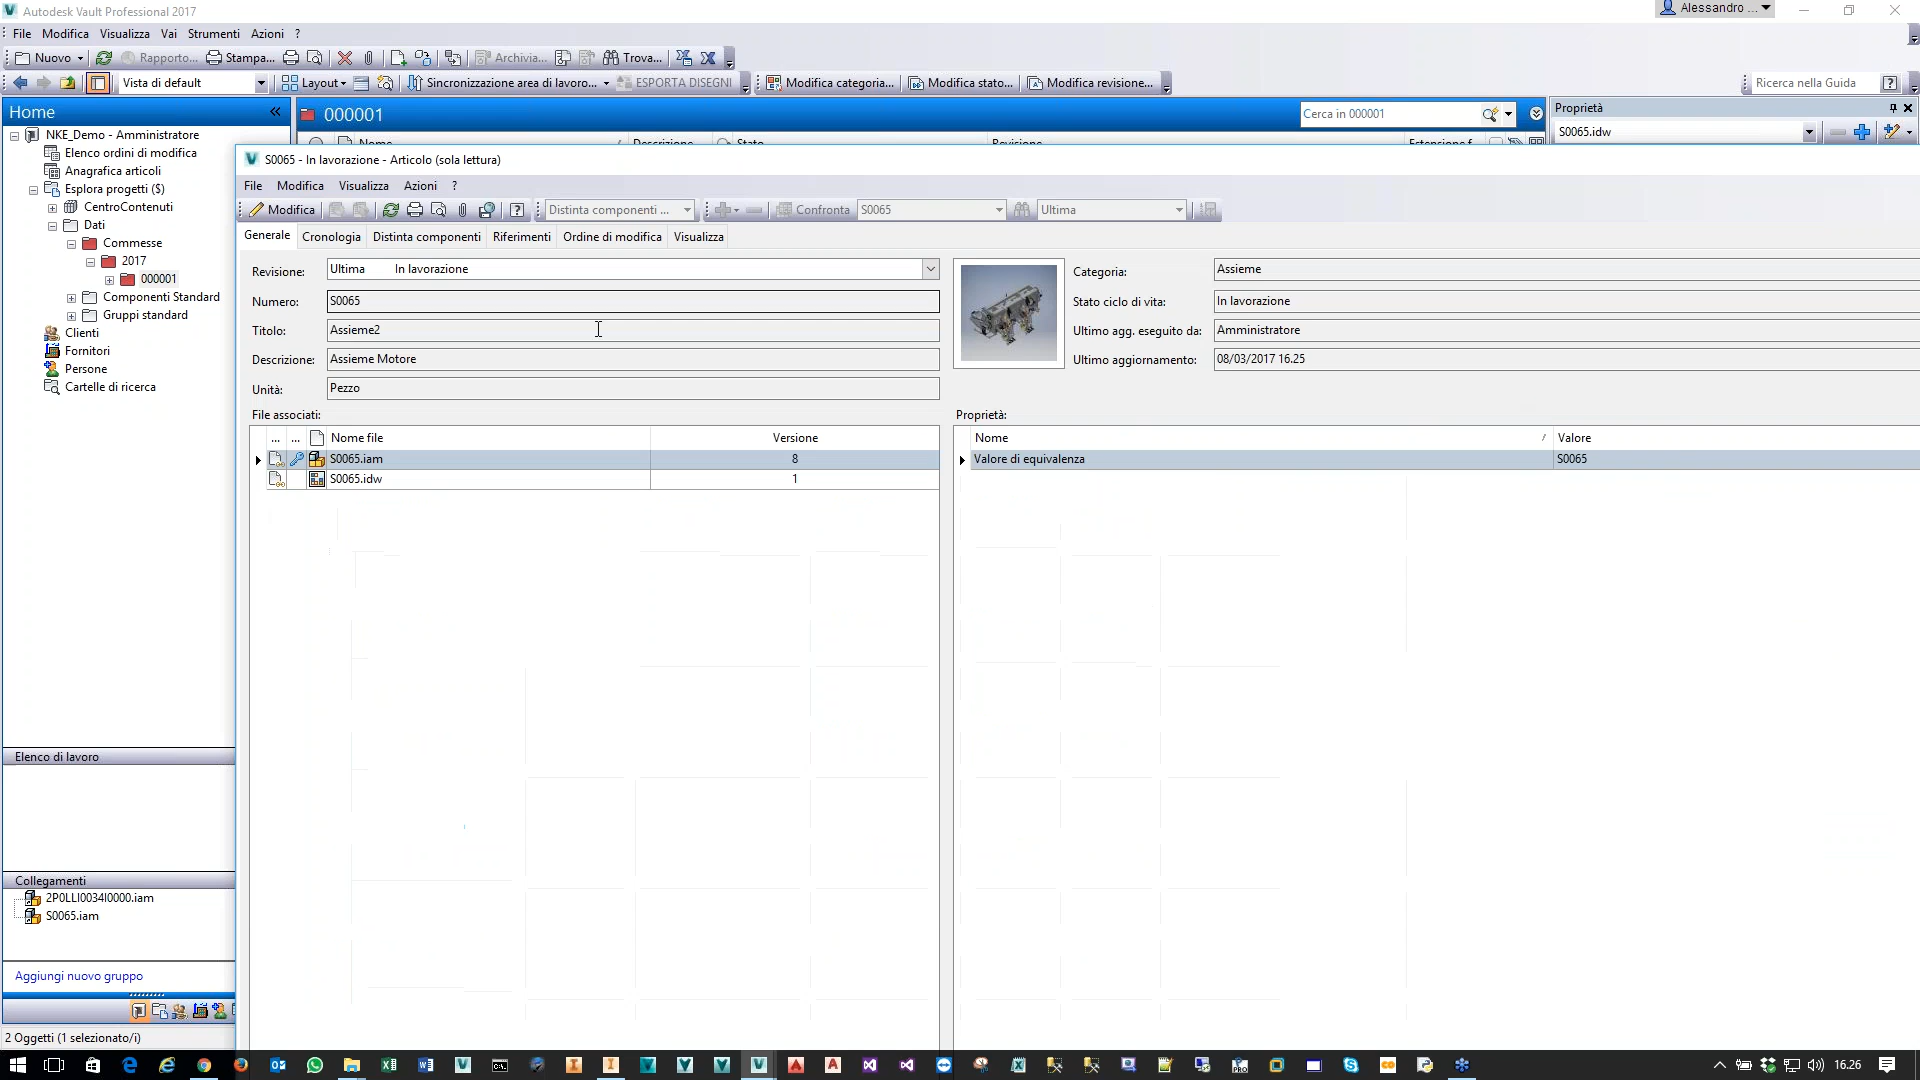 Autodesk Vault Professional 2017
Alessandro ...
File Modifica Visualizza Vai Strumenti Azioni ?
Nuovo Rapporto... Stampa... Archivia... Trova...
Vista di default Layout Sincronizzazione area di lavoro... ESPORTA DISEGNI Modifica categoria... Modifica stato... Modifica revisione... Ricerca nella Guida
Home
000001
Cerca in 000001
Proprietà
S0065.idw
Nome Descrizione Stato Revisione Estensione f
NKE_Demo - Amministratore
Elenco ordini di modifica
Anagrafica articoli
Esplora progetti ($)
CentroContenuti
Dati
Commesse
2017
000001
Componenti Standard
Gruppi standard
Clienti
Fornitori
Persone
Cartelle di ricerca
Elenco di lavoro
Collegamenti
2P0LLI0034I0000.iam
S0065.iam
Aggiungi nuovo gruppo
2 Oggetti (1 selezionato/i)
S0065 - In lavorazione - Articolo (sola lettura)
File Modifica Visualizza Azioni ?
Modifica Distinta componenti ... Confronta S0065 Ultima
Generale Cronologia Distinta componenti Riferimenti Ordine di modifica Visualizza
Revisione: Ultima In lavorazione
Numero: S0065
Titolo: Assieme2
Descrizione: Assieme Motore
Unità: Pezzo
Categoria: Assieme
Stato ciclo di vita: In lavorazione
Ultimo agg. eseguito da: Amministratore
Ultimo aggiornamento: 08/03/2017 16.25
File associati:
... ... Nome file Versione
S0065.iam 8
S0065.idw 1
Proprietà:
Nome Valore
Valore di equivalenza S0065
16.26